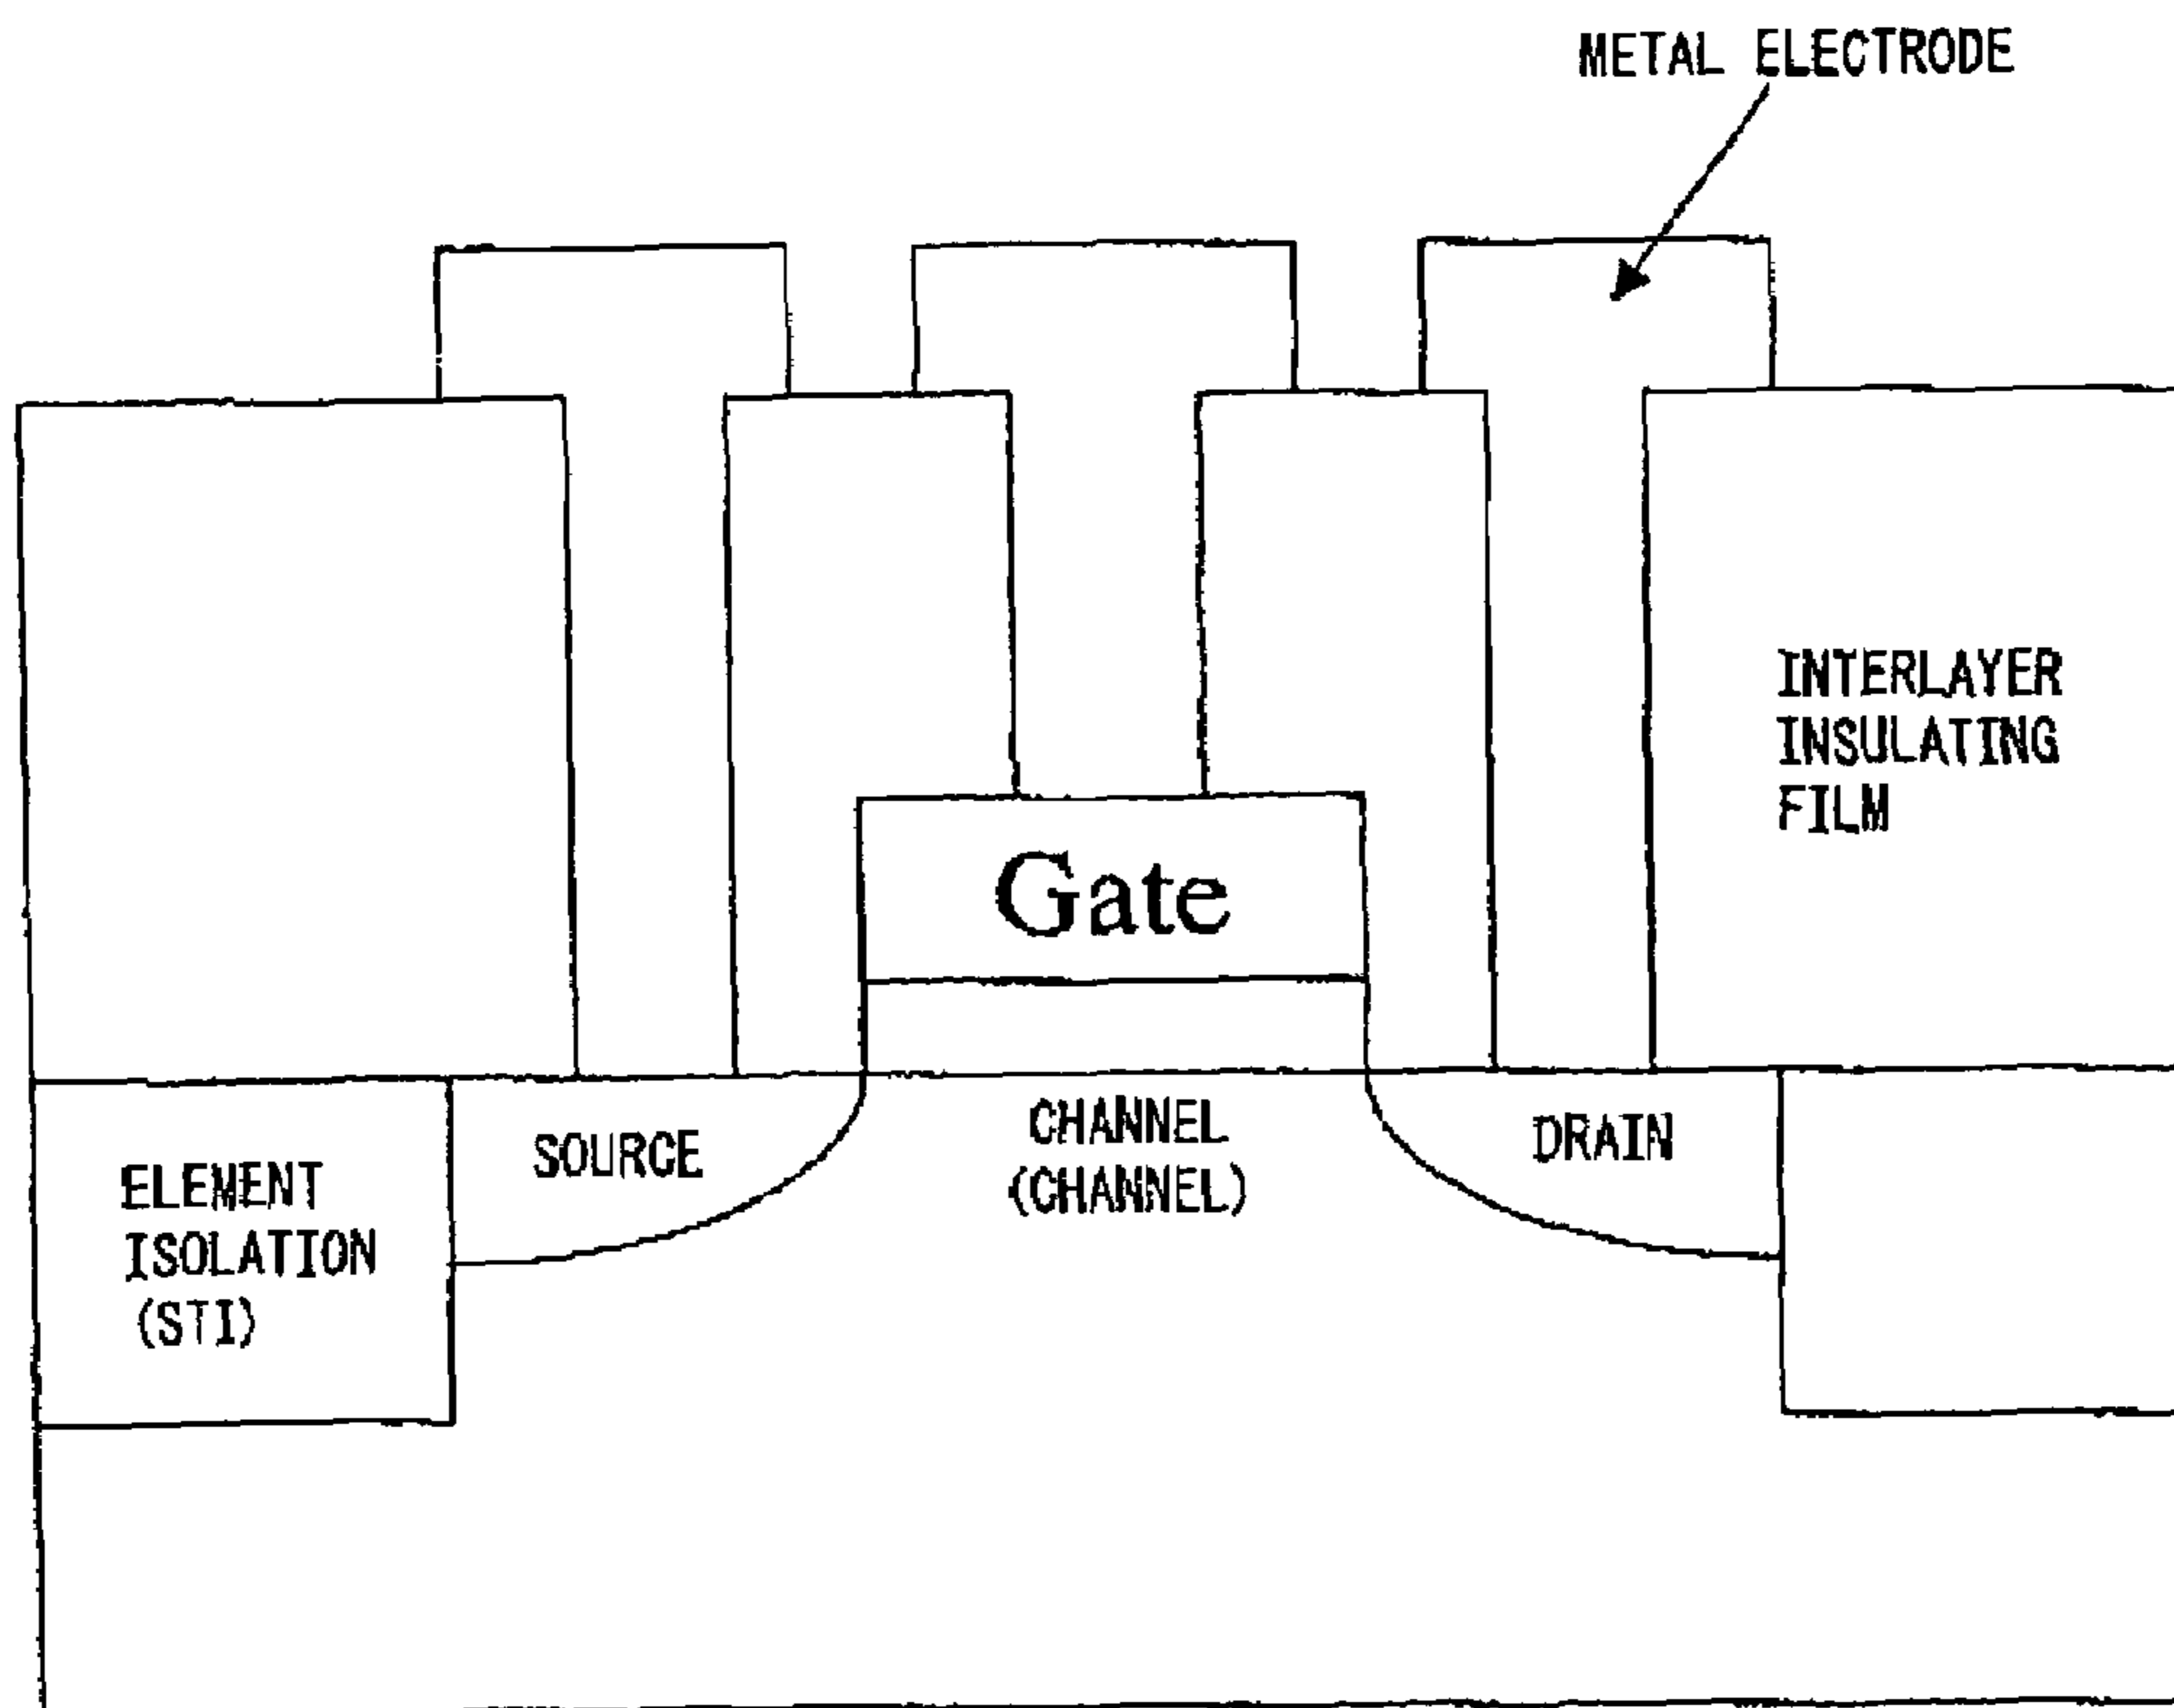 METAL ELECTRODE
INTERLAYER
INSULATING
FILM
Gate
SOURCE
CHANNEL
(CHANNEL)
DRAIN
ELEMENT
ISOLATION
(STI)